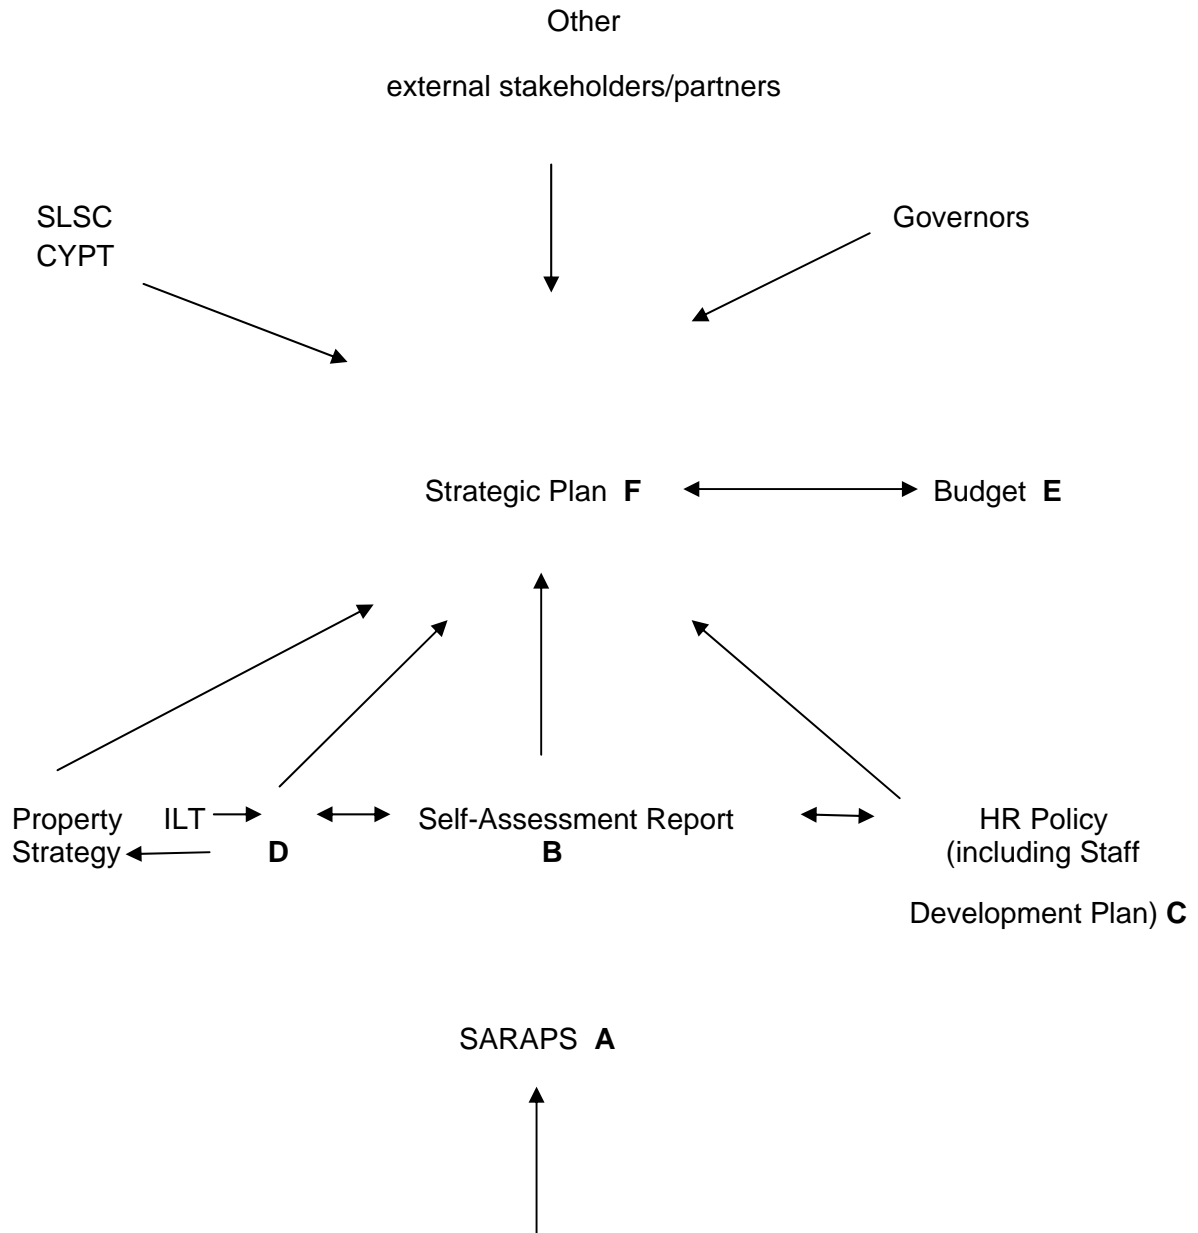 Other
external stakeholders/partners
SLSC
CYPT
Governors
Strategic Plan F
Budget E
Property
Strategy
ILT
D
Self-Assessment Report
B
HR Policy
(including Staff
Development Plan) C
SARAPS A